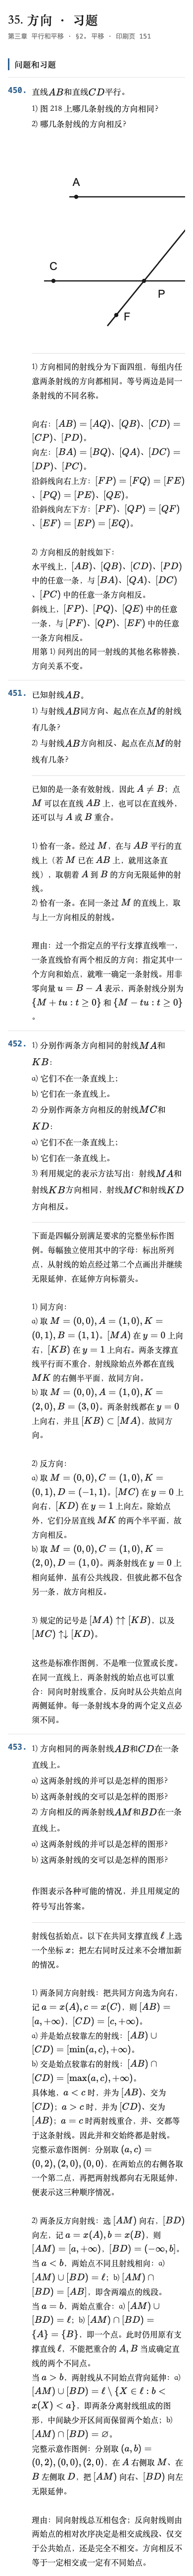 35. 方向 · 习题
第三章 平行和平移 · §2. 平移 · 印刷页 151
问题和习题
450. 直线AB和直线CD平行。
1) 图 218 上哪几条射线的方向相同?
2) 哪几条射线的方向相反?
A
C
P
F
1) 方向相同的射线分为下面四组，每组内任
意两条射线的方向都相同。等号两边是同一
条射线的不同名称。
向右：[AB) = [AQ)、[QB)、[CD) =
[CP)、[PD)。
向左：[BA) = [BQ)、[QA)、[DC) =
[DP)、[PC)。
沿斜线向右上方：[FP) = [FQ) = [FE)
、[PQ) = [PE)、[QE)。
沿斜线向左下方：[PF)、[QP) = [QF)
、[EF) = [EP) = [EQ)。
2) 方向相反的射线如下：
水平线上，[AB)、[QB)、[CD)、[PD)
中的任意一条，与 [BA)、[QA)、[DC)
、[PC) 中的任意一条方向相反。
斜线上，[FP)、[PQ)、[QE) 中的任意
一条，与 [PF)、[QP)、[EF) 中的任意
一条方向相反。
用第 1) 问列出的同一射线的其他名称替换，
方向关系不变。
451. 已知射线AB。
1) 与射线AB同方向、起点在点M的射线
有几条?
2) 与射线AB方向相反、起点在点M的射
线有几条?
已知的是一条有效射线，因此 A ≠ B；点
M 可以在直线 AB 上，也可以在直线外，
还可以与 A 或 B 重合。
1) 恰有一条。经过 M，在与 AB 平行的直
线上（若 M 已在 AB 上，就用这条直
线），取朝着 A 到 B 的方向无限延伸的射
线。
2) 恰有一条。在同一条过 M 的直线上，取
与上一方向相反的射线。
理由：过一个指定点的平行支撑直线唯一，
一条直线恰有两个相反的方向；指定其中一
个方向和始点，就唯一确定一条射线。用非
零向量 u = B − A 表示，两条射线分别为
{M + tu : t ≥ 0} 和 {M − tu : t ≥ 0}
。
452. 1) 分别作两条方向相同的射线MA和
KB：
a) 它们不在一条直线上；
b) 它们在一条直线上。
2) 分别作两条方向相反的射线MC和
KD：
a) 它们不在一条直线上；
b) 它们在一条直线上。
3) 利用规定的表示方法写出：射线MA和
射线KB方向相同，射线MC和射线KD
方向相反。
下面是四幅分别满足要求的完整坐标作图
例。每幅独立使用其中的字母；标出所列
点，从射线的始点经过第二个点画出并继续
无限延伸，在延伸方向标箭头。
1) 同方向：
a) 取 M = (0, 0), A = (1, 0), K =
(0, 1), B = (1, 1)。[MA) 在 y = 0 上向
右，[KB) 在 y = 1 上向右。两条支撑直
线平行而不重合，射线除始点外都在直线
MK 的右侧半平面，故同方向。
b) 取 M = (0, 0), A = (1, 0), K =
(2, 0), B = (3, 0)。两条射线都在 y = 0
上向右，并且 [KB) ⊂ [MA)，故同方
向。
2) 反方向：
a) 取 M = (0, 0), C = (1, 0), K =
(0, 1), D = (−1, 1)。[MC) 在 y = 0 上
向右，[KD) 在 y = 1 上向左。除始点
外，它们分居直线 MK 的两个半平面，故
方向相反。
b) 取 M = (0, 0), C = (1, 0), K =
(2, 0), D = (1, 0)。两条射线在 y = 0 上
相向延伸，虽有公共线段，但彼此都不包含
另一条，故方向相反。
3) 规定的记号是 [MA) ↑↑ [KB)，以及
[MC) ↑↓ [KD)。
这些是标准作图例，不是唯一位置或长度。
在同一直线上，两条射线的始点也可以重
合：同向时射线重合，反向时从公共始点向
两侧延伸。每一条射线本身的两个定义点必
须不同。
453. 1) 方向相同的两条射线AB和CD在一条
直线上。
a) 这两条射线的并可以是怎样的图形?
b) 这两条射线的交可以是怎样的图形?
2) 方向相反的两条射线AM和BD在一条
直线上。
a) 这两条射线的并可以是怎样的图形?
b) 这两条射线的交可以是怎样的图形?
作图表示各种可能的情况，并且用规定的
符号写出答案。
射线包括始点。以下在共同支撑直线 ℓ 上选
一个坐标 x；把左右同时反过来不会增加新
的情况。
1) 两条同方向射线：把共同方向选为向右，
记 a = x(A), c = x(C)，则 [AB) =
[a, +∞)，[CD) = [c, +∞)。
a) 并是始点较靠左的射线：[AB) ∪
[CD) = [min(a, c), +∞)。
b) 交是始点较靠右的射线：[AB) ∩
[CD) = [max(a, c), +∞)。
具体地，a < c 时，并为 [AB)、交为
[CD)；a > c 时，并为 [CD)、交为
[AB)；a = c 时两射线重合，并、交都等
于这条射线。因此并和交始终都是射线。
完整示意作图例：分别取 (a, c) =
(0, 2), (2, 0), (0, 0)，在两始点的右侧各取
一个第二点，再把两射线都向右无限延伸，
便表示这三种顺序情况。
2) 两条反方向射线：选 [AM) 向右，[BD)
向左，记 a = x(A), b = x(B)，则
[AM) = [a, +∞)，[BD) = (−∞, b]。
当 a < b，两始点不同且射线相向：a)
[AM) ∪ [BD) = ℓ；b) [AM) ∩
[BD) = [AB]，即含两端点的线段。
当 a = b，两始点重合：a) [AM) ∪
[BD) = ℓ；b) [AM) ∩ [BD) =
{A} = {B}，即一个点。此时仍用原有支
撑直线 ℓ，不能把重合的 A, B 当成确定直
线的两个不同点。
当 a > b，两射线从不同始点背向延伸：a)
[AM) ∪ [BD) = ℓ \ {X ∈ ℓ : b <
x(X) < a}，即两条分离射线组成的图
形，中间缺少开区间而保留两个始点；b)
[AM) ∩ [BD) = ∅。
完整示意作图例：分别取 (a, b) =
(0, 2), (0, 0), (2, 0)，在 A 右侧取 M、在
B 左侧取 D，把 [AM) 向右、[BD) 向左
无限延伸。
理由：同向射线总互相包含；反向射线则由
两始点的相对次序决定是相交成线段、仅交
于公共始点，还是完全不相交。方向相反不
等于一定相交或一定有不同始点。